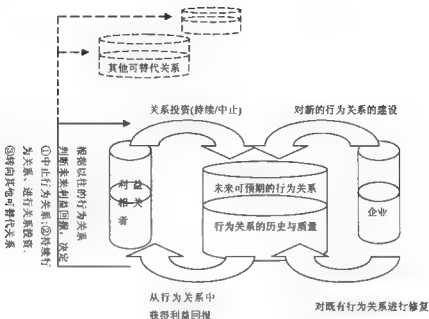 其他可替代关系
关系投资(持续/中止)
对新的行为关系的建设
根据以往的行为关系
判断未来利益回报，决定
①中止行为关系;②持续行
为关系，进行关系投资.
③转向其他可替代关系
利益
相关
者
未来可预期的行为关系
行为关系的历史与质量
企业
从行为关系中
获得利益回报
对既有行为关系进行修复